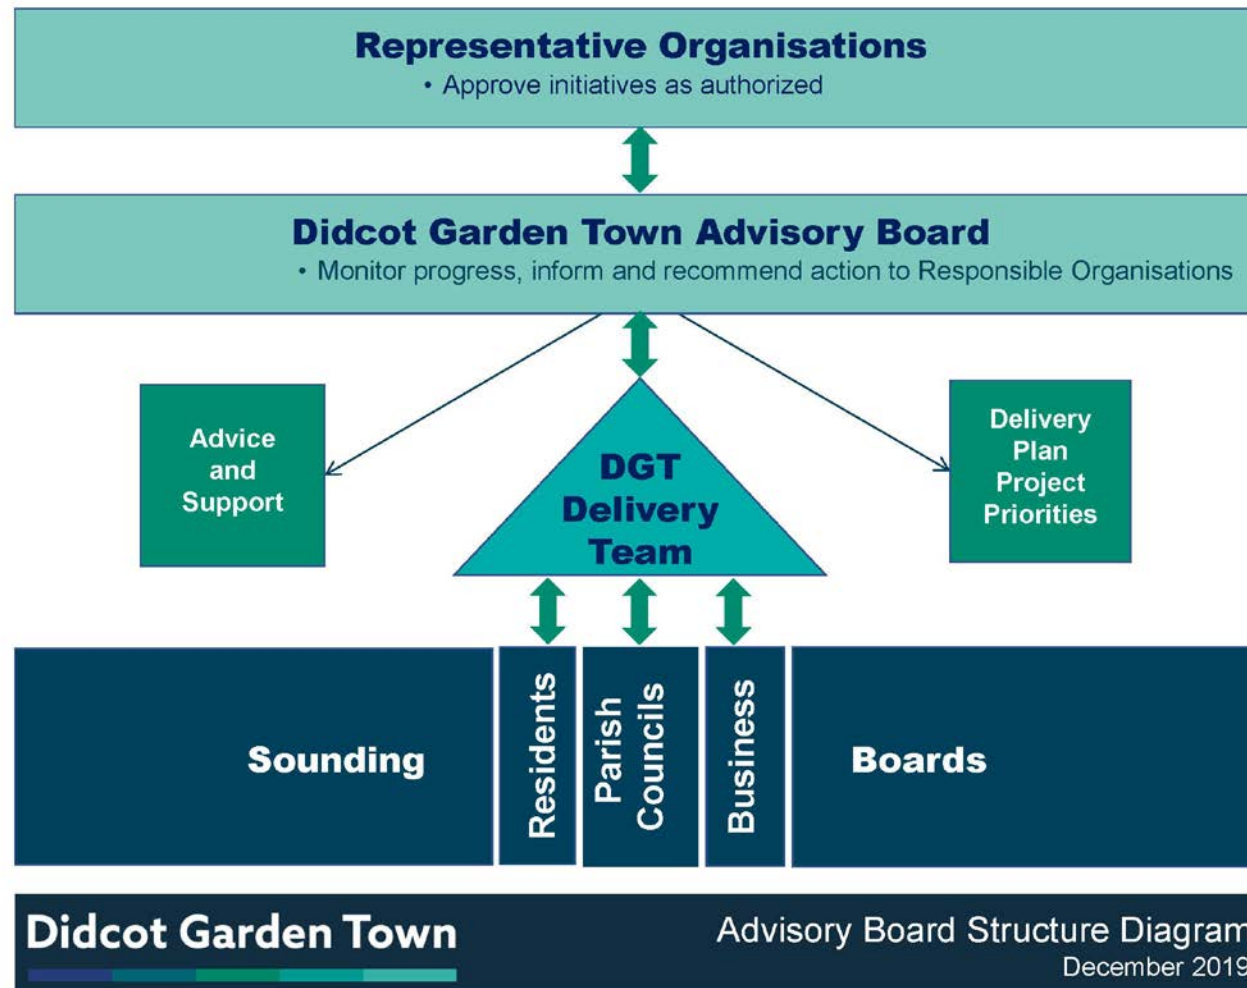 Representative Organisations
• Approve initiatives as authorized
Didcot Garden Town Advisory Board
• Monitor progress, inform and recommend action to Responsible Organisations
Advice
and
Support
DGT
Delivery
Team
Delivery
Plan
Project
Priorities
Sounding
Residents
Parish
Councils
Business
Boards
Didcot Garden Town
Advisory Board Structure Diagram
December 2019